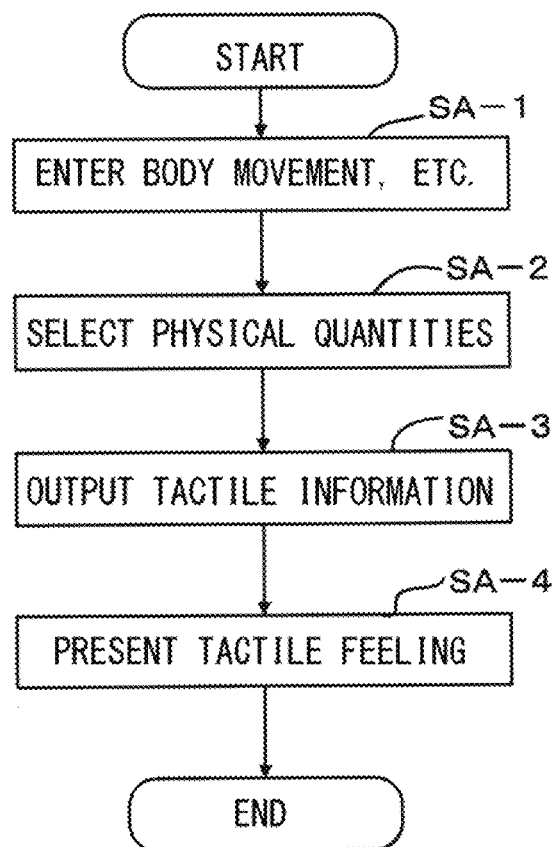 START
SA-1
ENTER BODY MOVEMENT, ETC.
SA-2
SELECT PHYSICAL QUANTITIES
SA-3
OUTPUT TACTILE INFORMATION
SA-4
PRESENT TACTILE FEELING
END